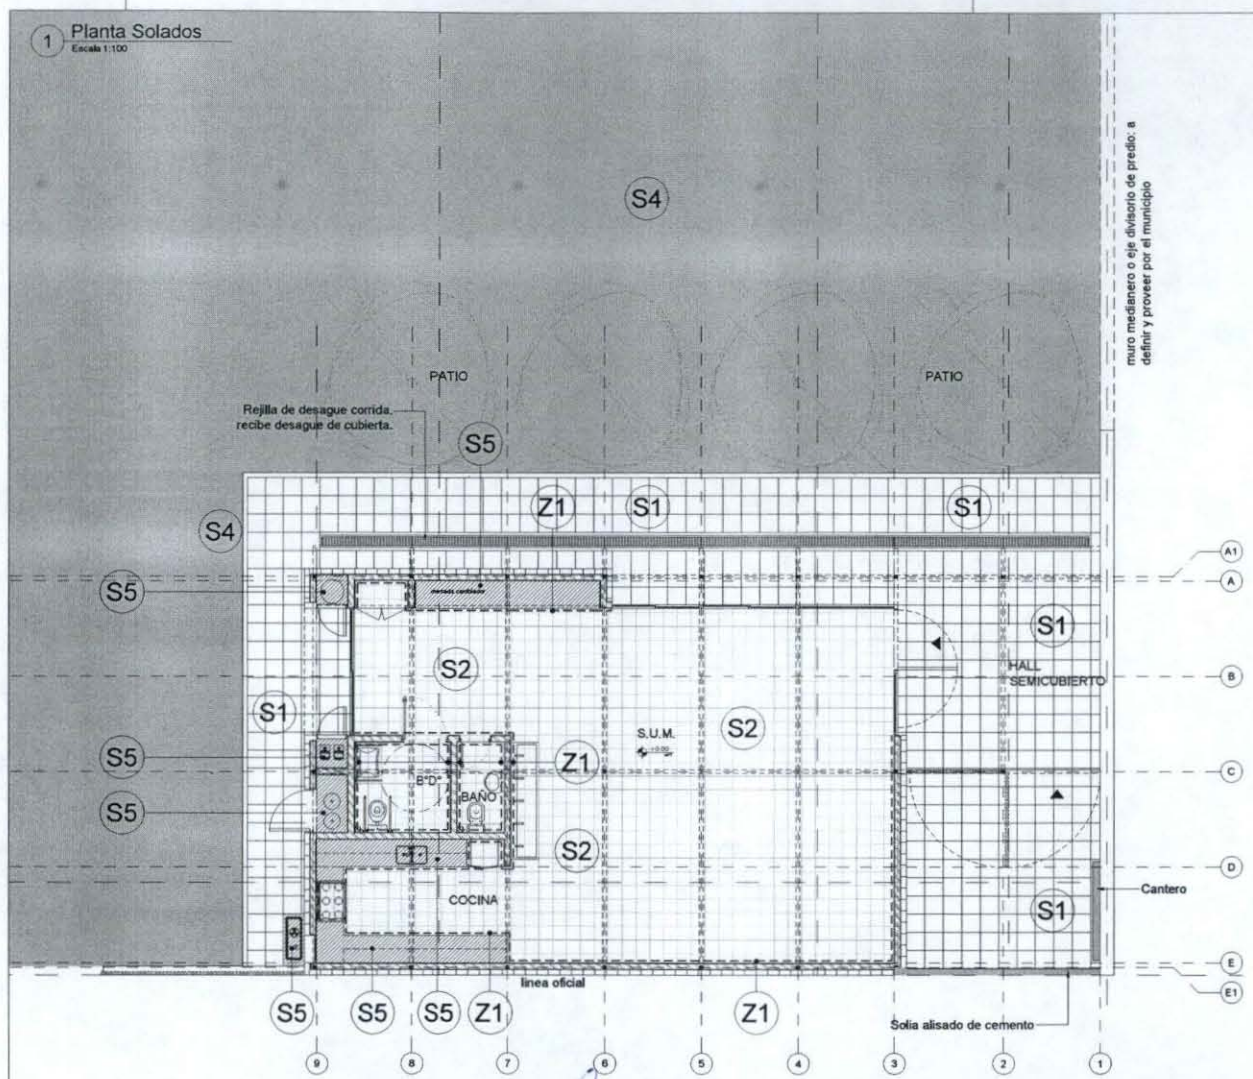 1 Planta Solados
Escala 1:100
S4
muro medianero o eje divisorio de predio: a
definir y proveer por el municipio
PATIO
PATIO
Rejilla de desague corrida,
recibe desague de cubierta.
S5
Z1
S1
S1
S4
A1
A
S5
S1
S2
HALL
SEMICUBIERTO
B
S1
S.U.M.
S2
S5
Z1
C
B"D"
BAÑO
S5
S2
D
Cantero
COCINA
S1
E
linea oficial
E1
S5
S5
S5
Z1
Z1
Solia alisado de cemento
9
8
7
6
5
4
3
2
1